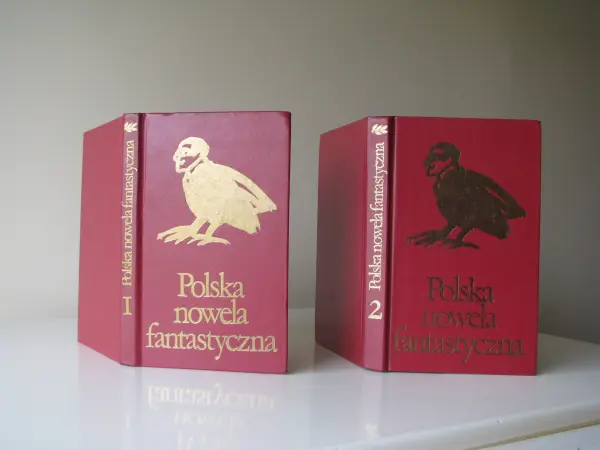 Polska nowela fantastyczna
I
Polska
nowela
fantastyczna
Polska nowela fantastyczna
2
Polska
nowela
fantastyczna